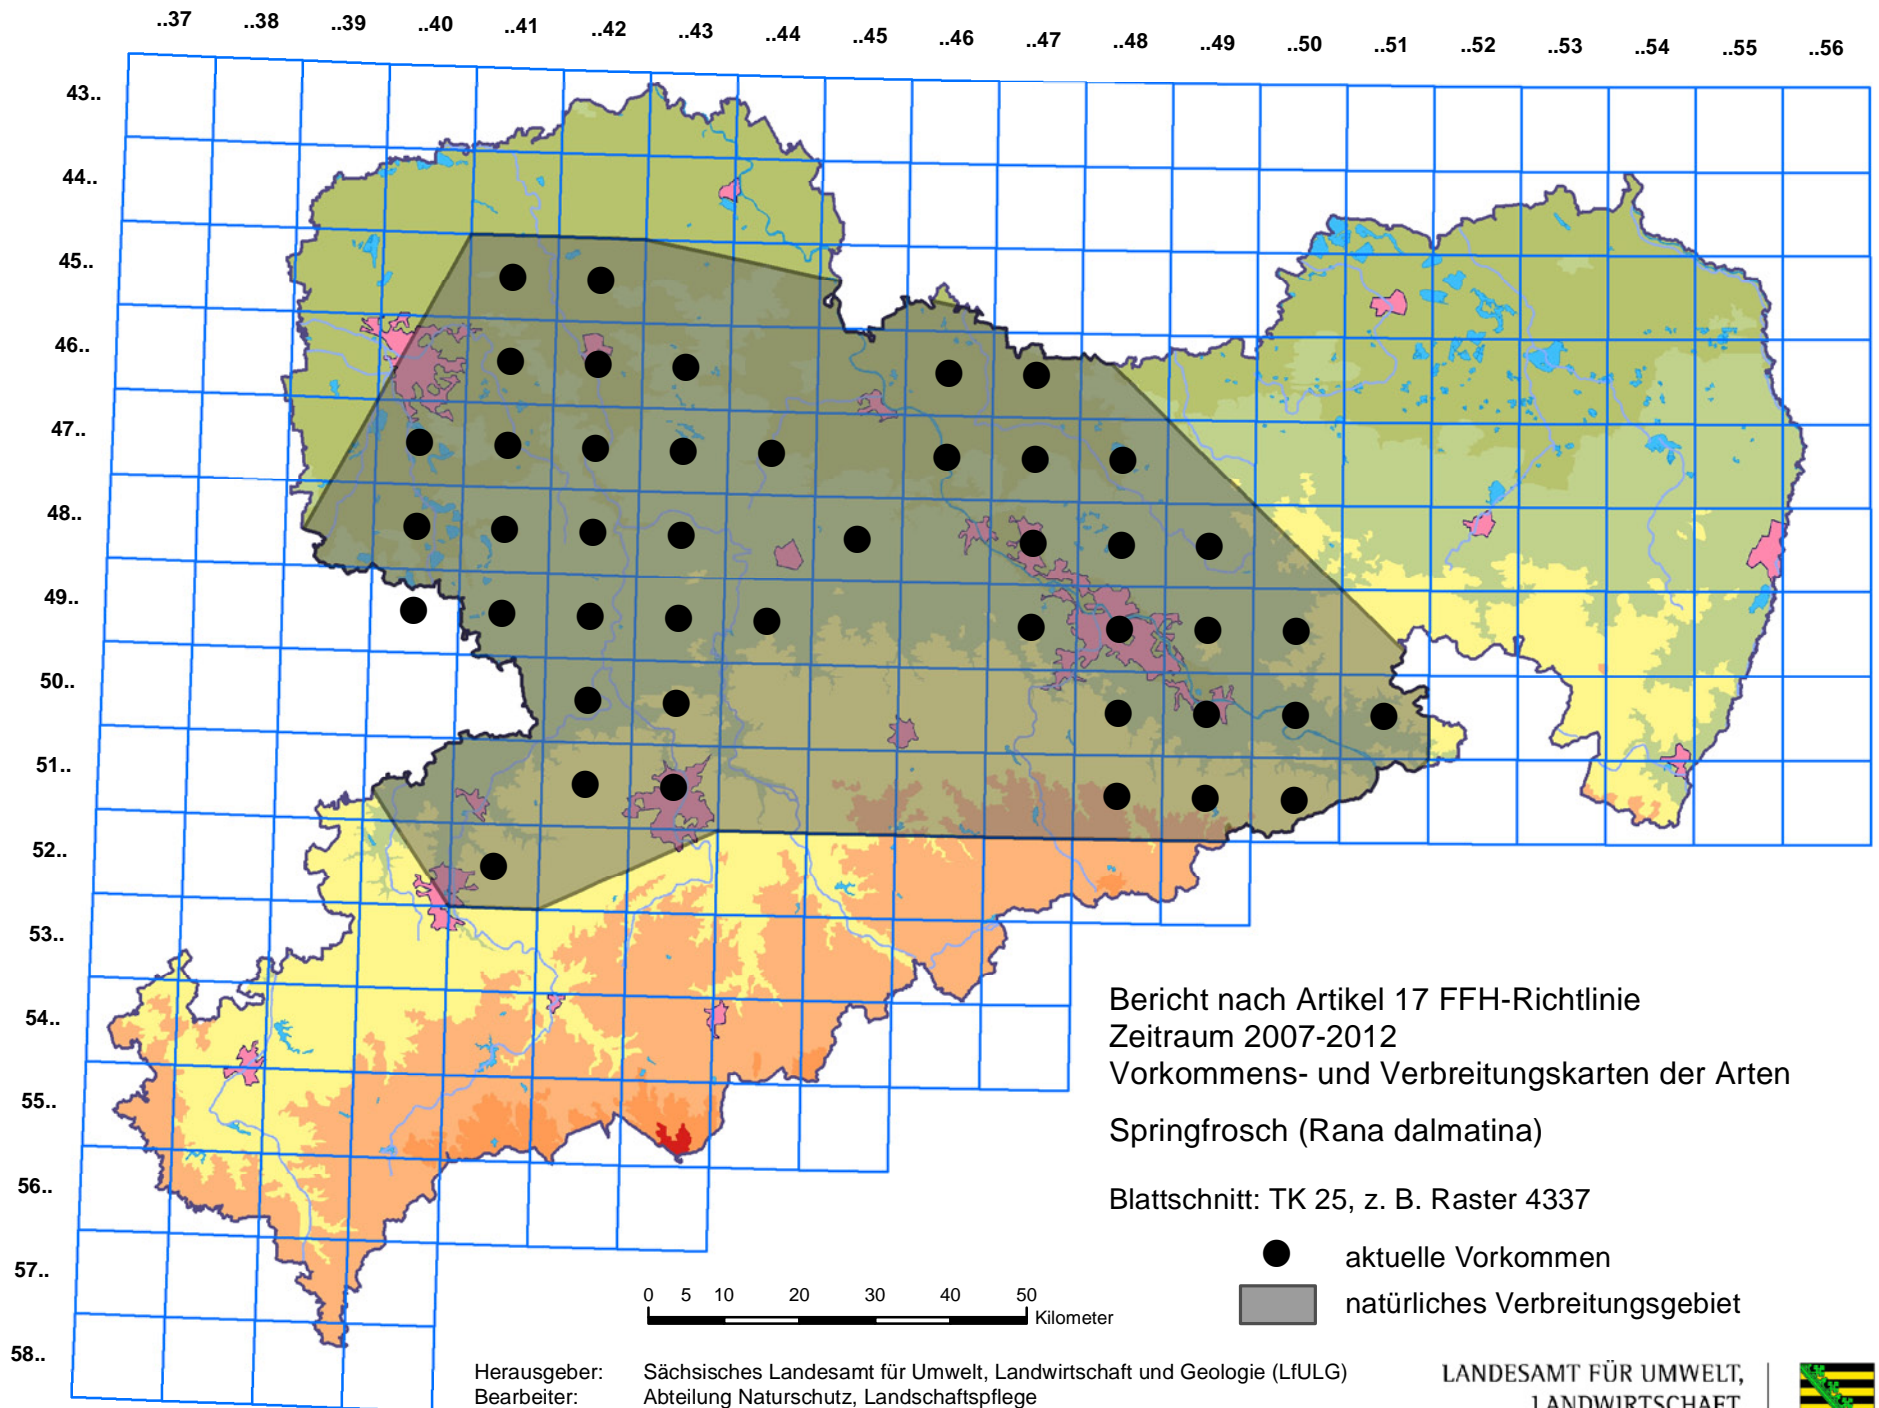 ..37 ..38 ..39 ..40 ..41 ..42 ..43 ..44 ..45 ..46 ..47 ..48 ..49 ..50 ..51 ..52 ..53 ..54 ..55 ..56
43..
44..
45..
46..
47..
48..
49..
50..
51..
52..
53..
54..
55..
56..
57..
58..
Bericht nach Artikel 17 FFH-Richtlinie
Zeitraum 2007-2012
Vorkommens- und Verbreitungskarten der Arten
Springfrosch (Rana dalmatina)
Blattschnitt: TK 25, z. B. Raster 4337
aktuelle Vorkommen
natürliches Verbreitungsgebiet
0 5 10 20 30 40 50
Kilometer
Herausgeber: Sächsisches Landesamt für Umwelt, Landwirtschaft und Geologie (LfULG)
Bearbeiter: Abteilung Naturschutz, Landschaftspflege
LANDESAMT FÜR UMWELT,
LANDWIRTSCHAFT